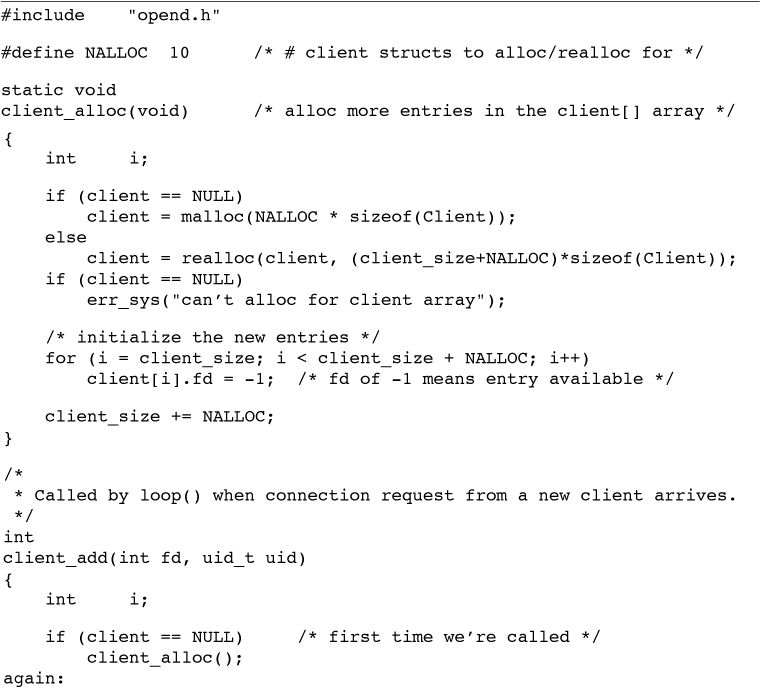 #include    "opend.h"
#define NALLOC  10      /* # client structs to alloc/realloc for */
static void
client_alloc(void)      /* alloc more entries in the client[] array */
{
    int     i;
    if (client == NULL)
        client = malloc(NALLOC * sizeof(Client));
    else
        client = realloc(client, (client_size+NALLOC)*sizeof(Client));
    if (client == NULL)
        err_sys("can’t alloc for client array");
    /* initialize the new entries */
    for (i = client_size; i < client_size + NALLOC; i++)
        client[i].fd = -1;  /* fd of -1 means entry available */
    client_size += NALLOC;
}
/*
 * Called by loop() when connection request from a new client arrives.
 */
int
client_add(int fd, uid_t uid)
{
    int     i;
    if (client == NULL)     /* first time we’re called */
        client_alloc();
again: